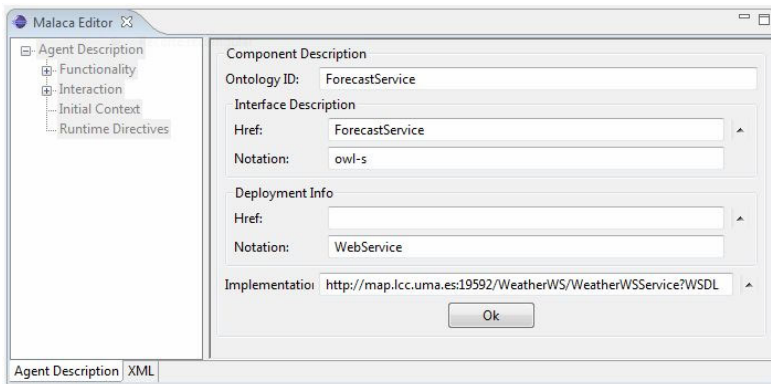 Malaca Editor
Agent Description
Functionality
Interaction
Initial Context
Runtime Directives
Component Description
Ontology ID: ForecastService
Interface Description
Href: ForecastService
Notation: owl-s
Deployment Info
Href:
Notation: WebService
Implementation http://map.lcc.uma.es:19592/WeatherWS/WeatherWSService?WSDL
Ok
Agent Description XML